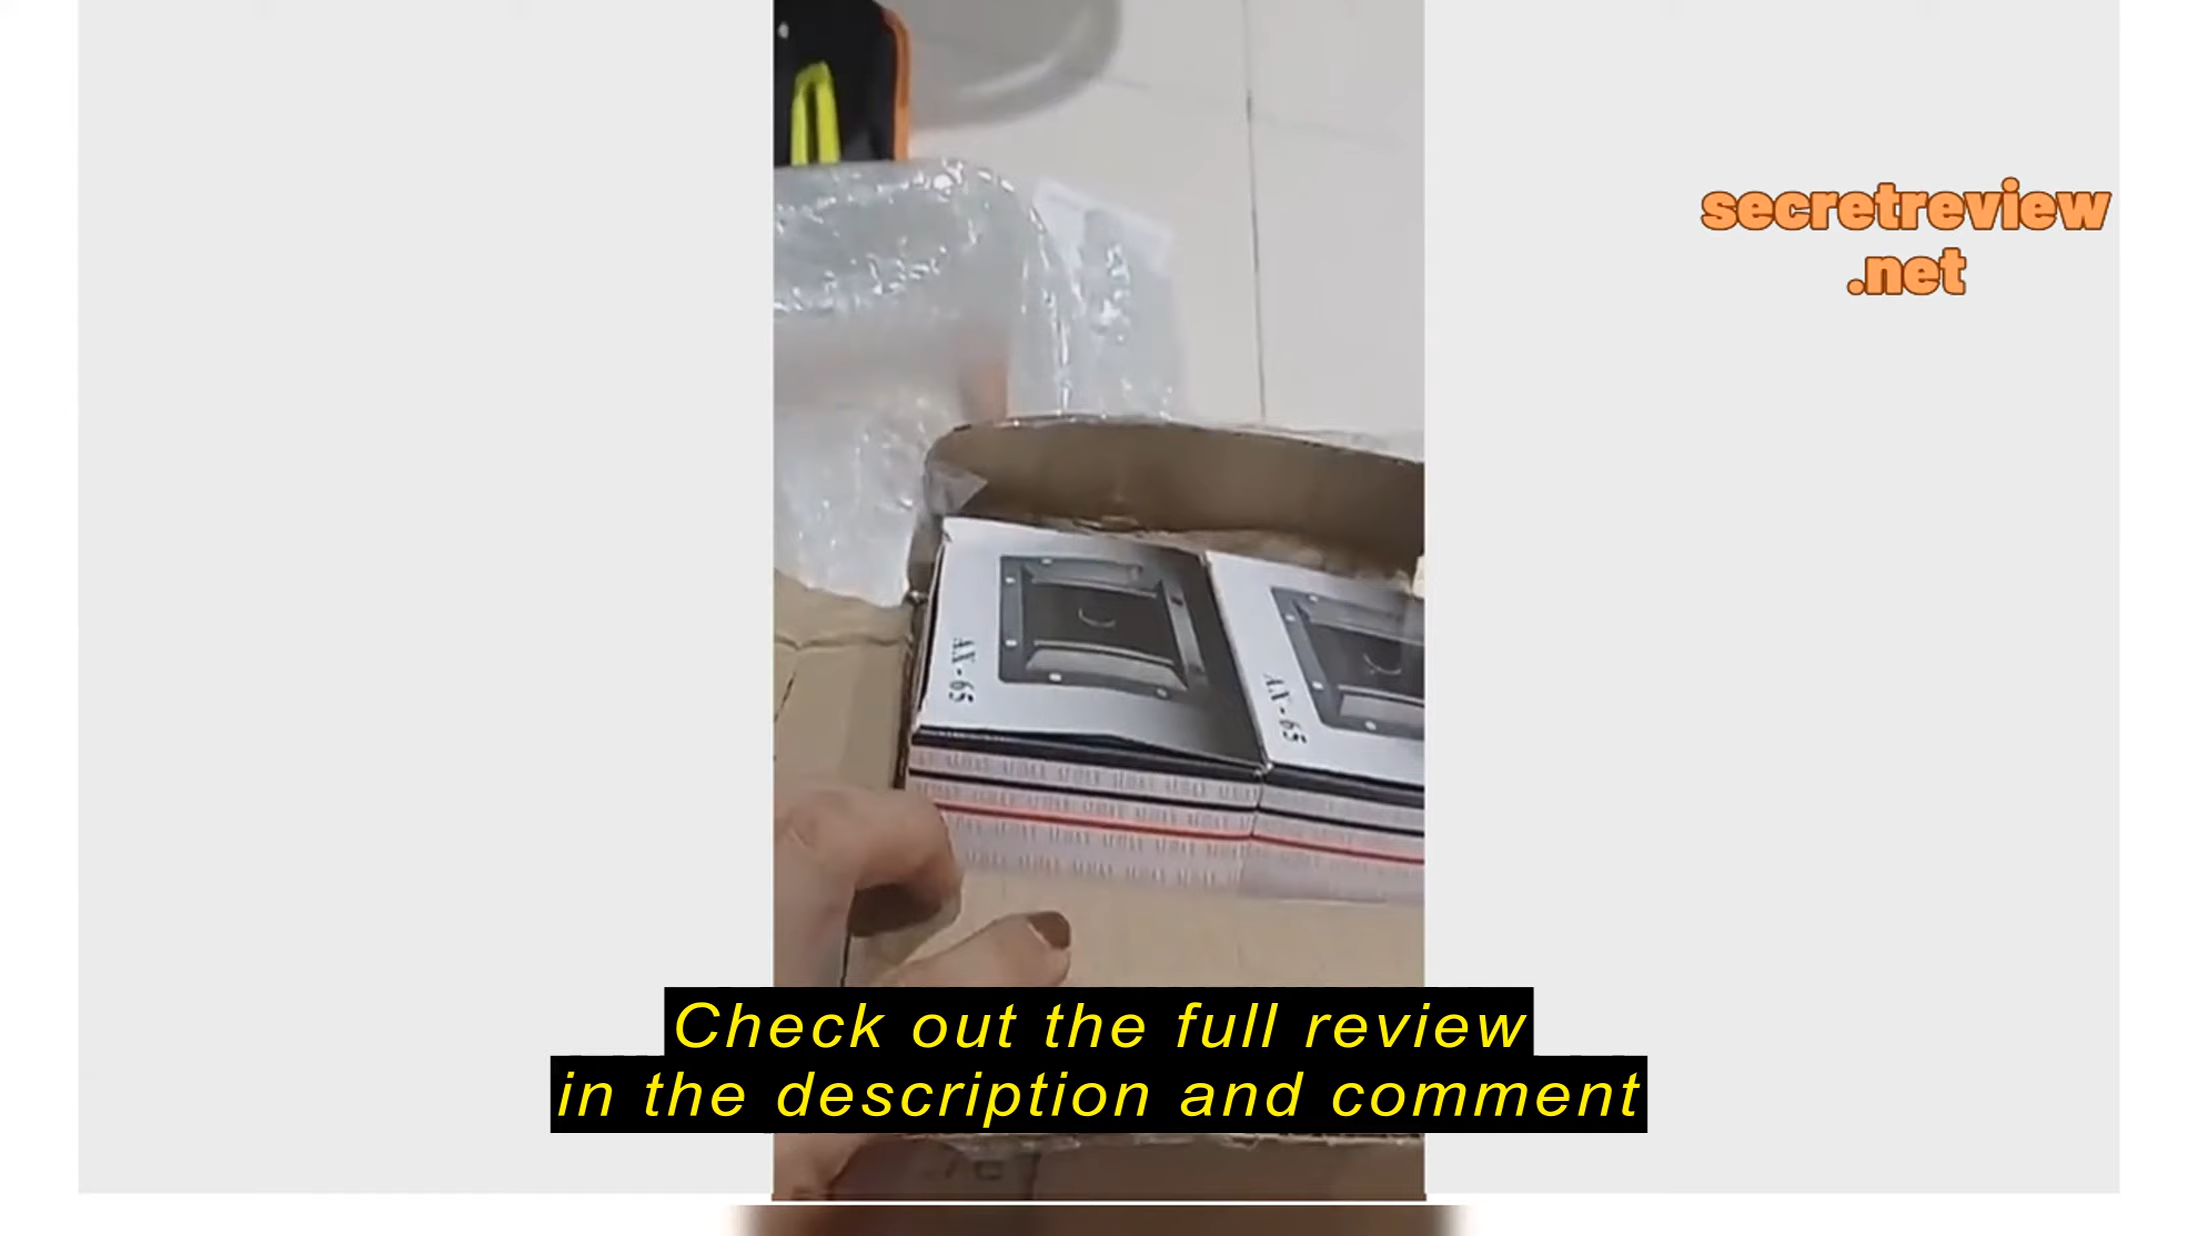 secretreview
.net
AX-65
AX-65
Check out the full review
in the description and comment